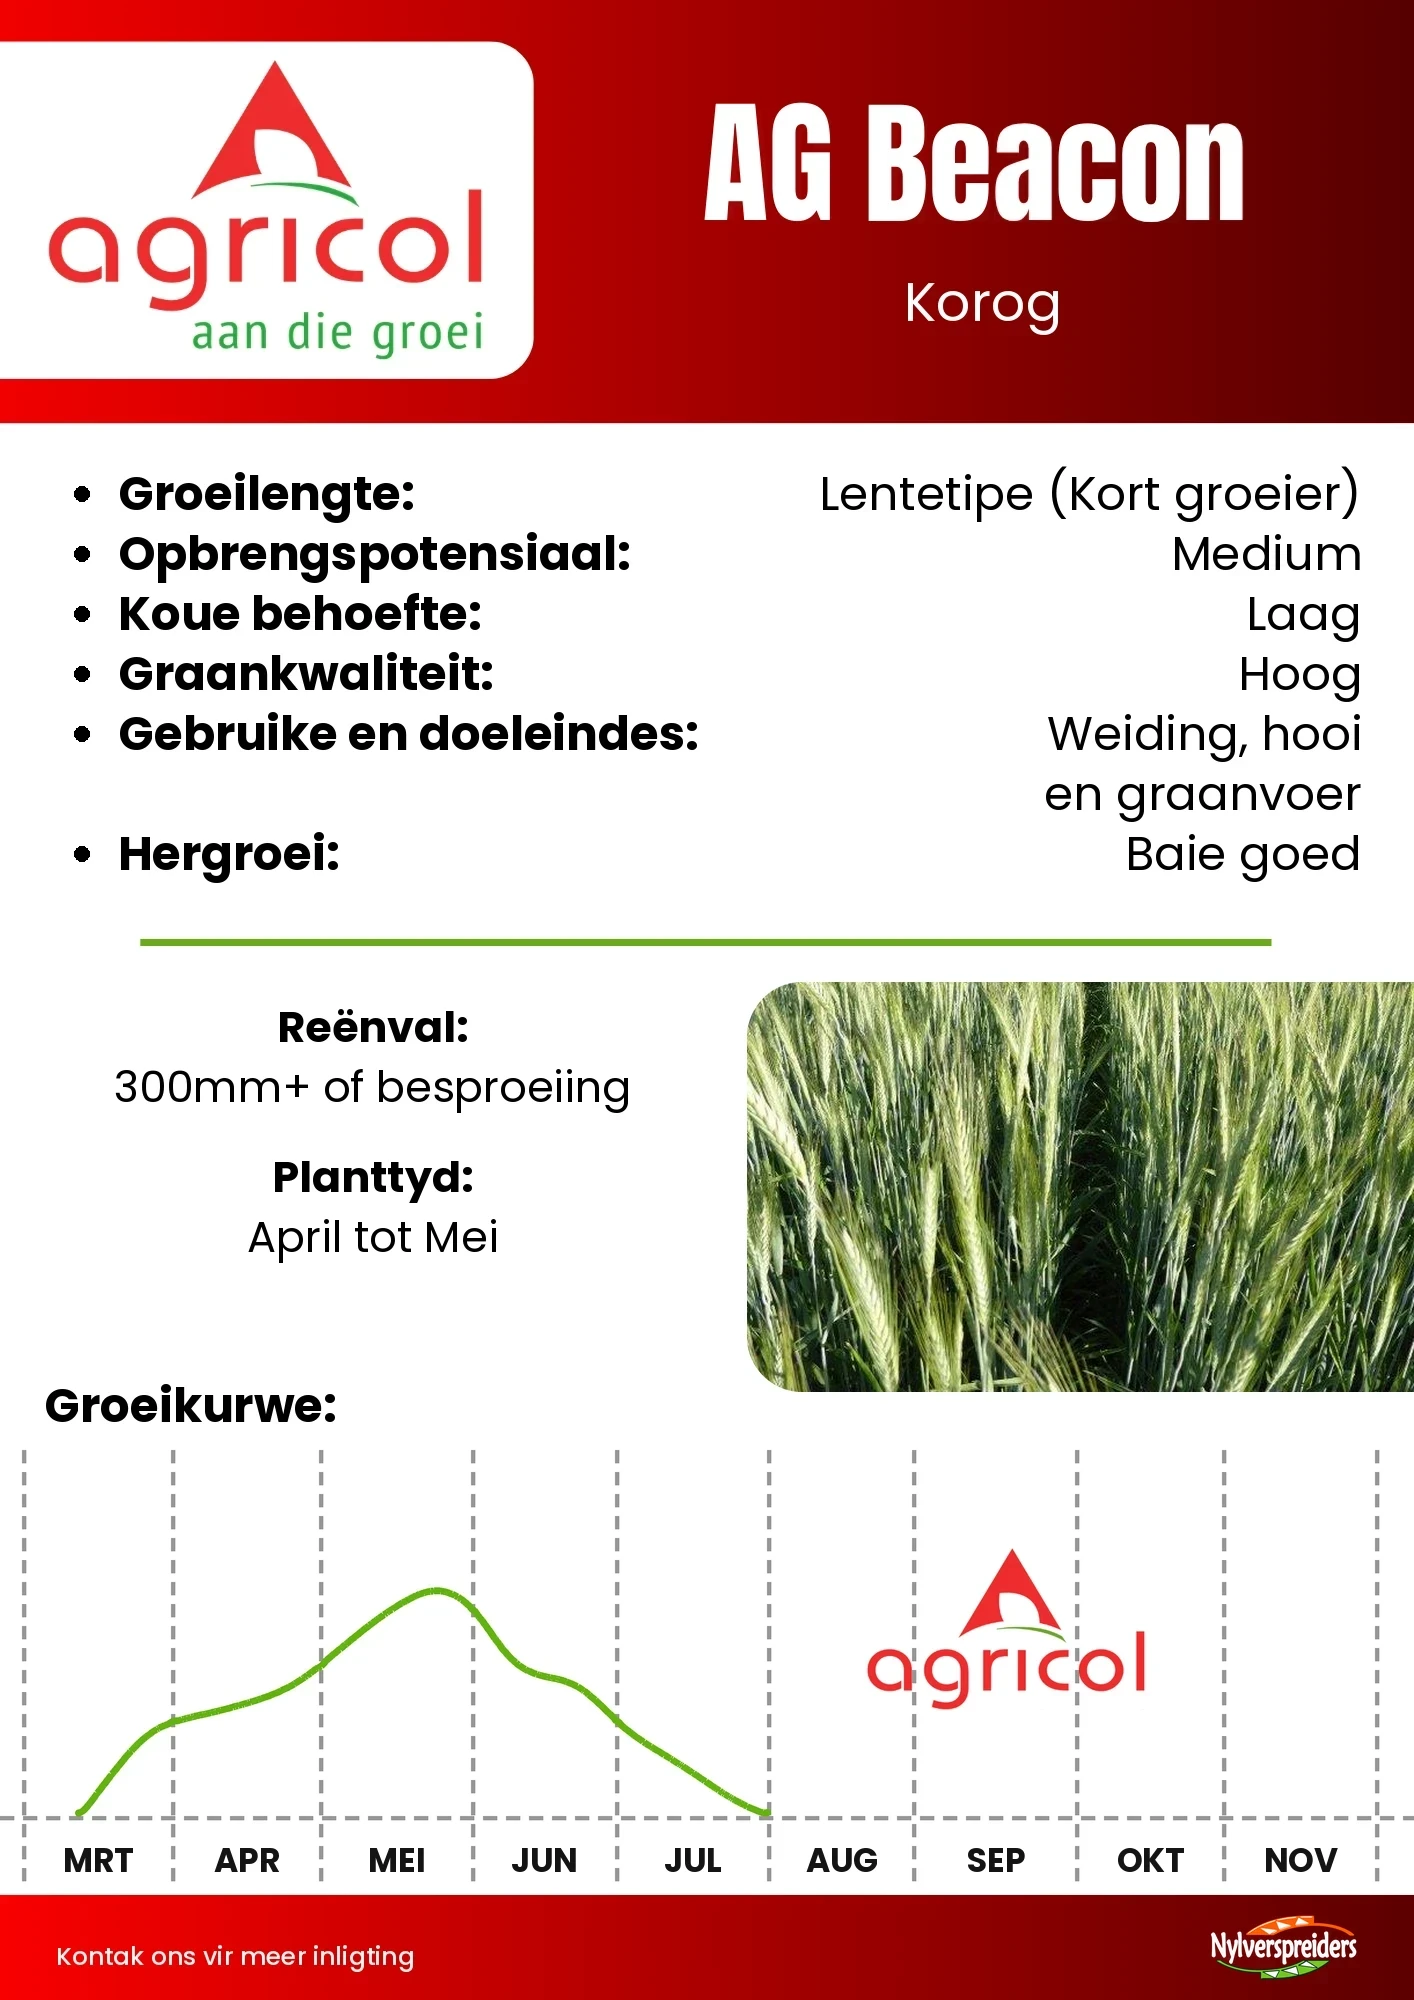 agricol
aan die groei
AG Beacon
Korog
• Groeilengte: Lentetipe (Kort groeier)
• Opbrengspotensiaal: Medium
• Koue behoefte: Laag
• Graankwaliteit: Hoog
• Gebruike en doeleindes: Weiding, hooi
en graanvoer
• Hergroei: Baie goed
Reënval:
300mm+ of besproeiing
Planttyd:
April tot Mei
Groeikurwe:
agricol
MRT APR MEI JUN JUL AUG SEP OKT NOV
Kontak ons vir meer inligting
Nylverspreiders